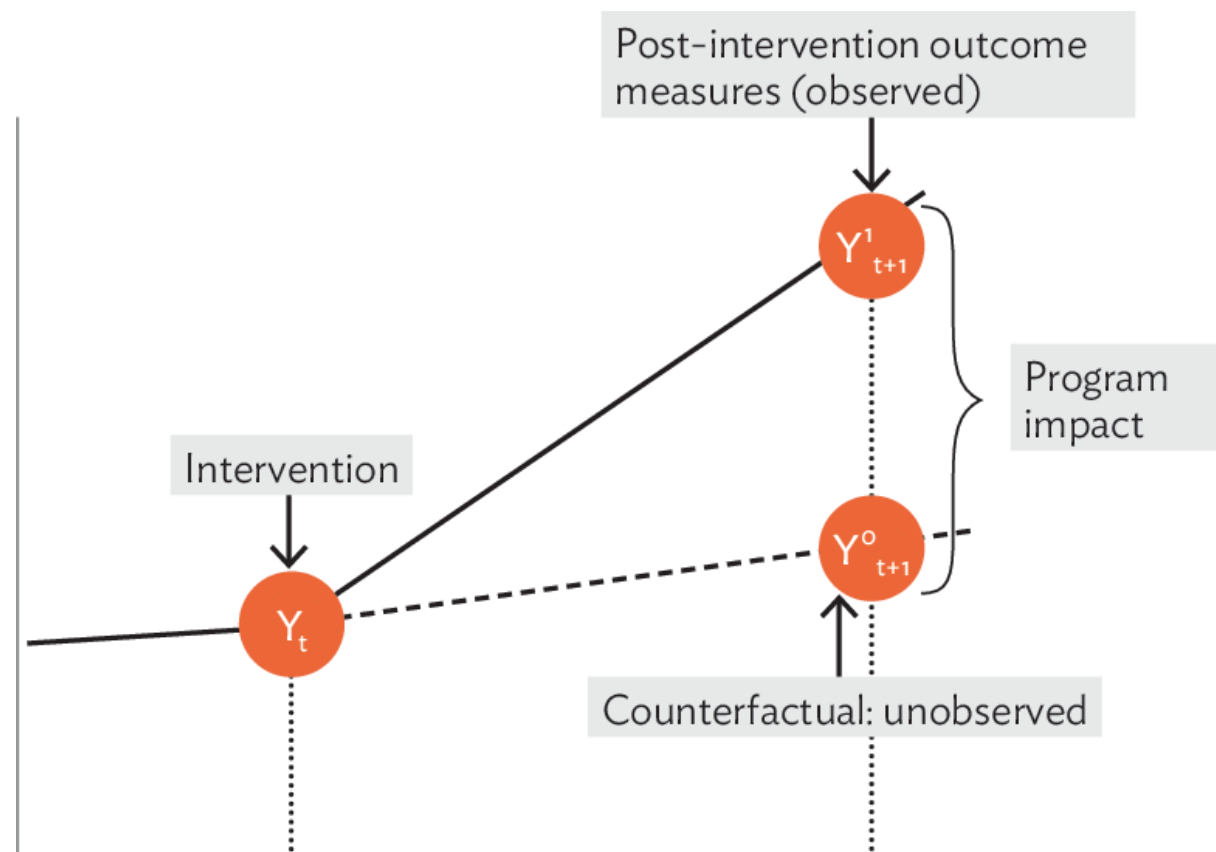 Post-intervention outcome
measures (observed)
Y¹ₜ₊₁
Program
impact
Intervention
Y⁰ₜ₊₁
Yₜ
Counterfactual: unobserved